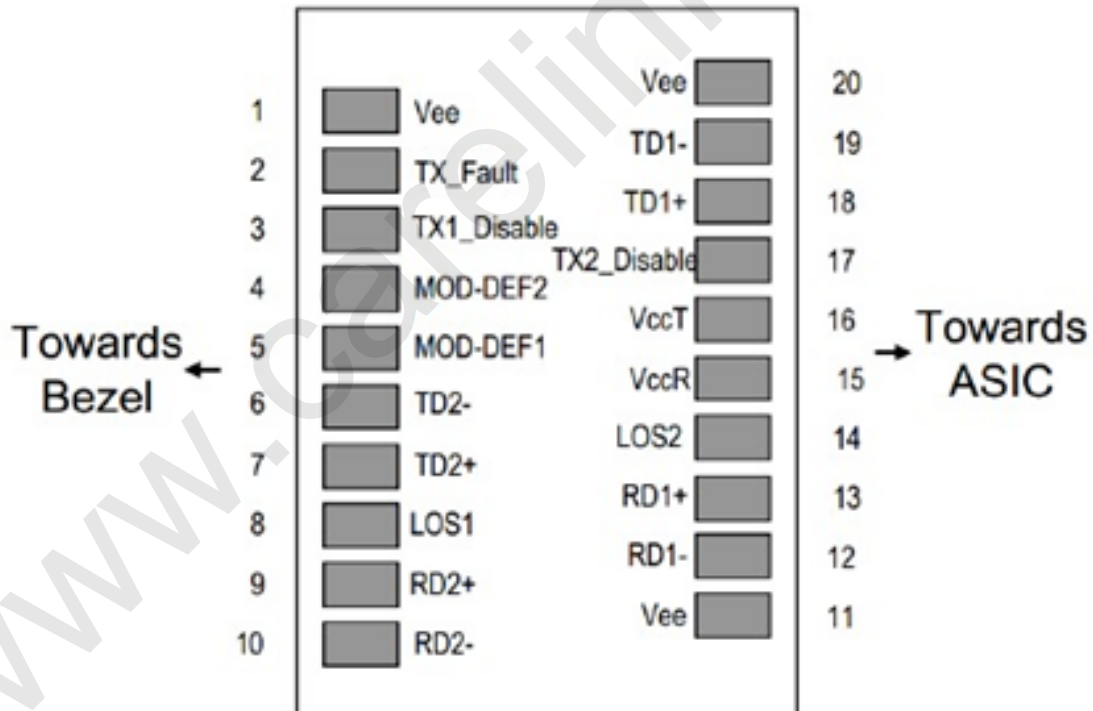 1 Vee
2 TX_Fault
3 TX1_Disable
4 MOD-DEF2
5 MOD-DEF1
6 TD2-
7 TD2+
8 LOS1
9 RD2+
10 RD2-
Towards
Bezel
Vee 20
TD1- 19
TD1+ 18
TX2_Disable 17
VccT 16
VccR 15
LOS2 14
RD1+ 13
RD1- 12
Vee 11
Towards
ASIC